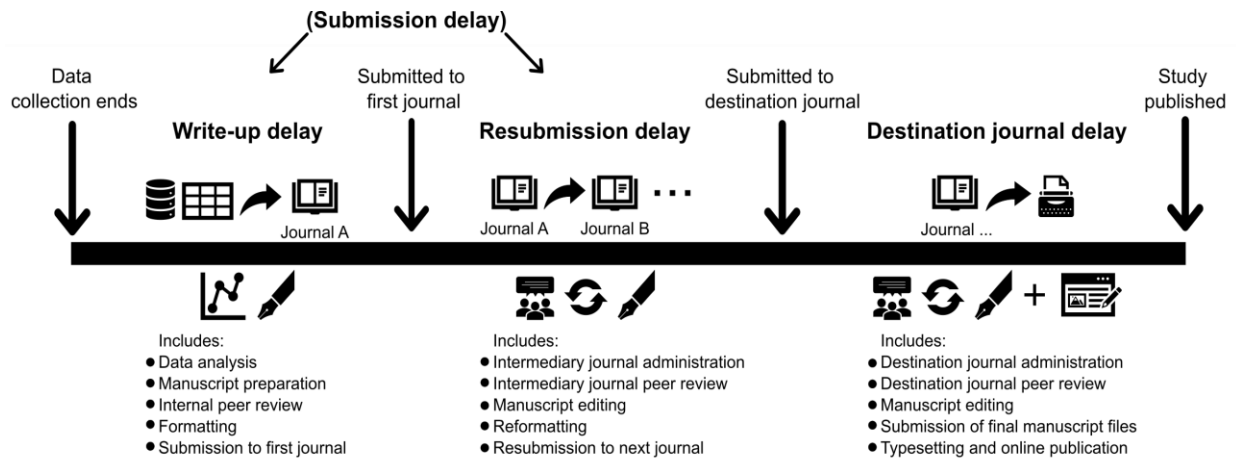 (Submission delay)
Data
collection ends
Submitted to
first journal
Submitted to
destination journal
Study
published
Write-up delay
Resubmission delay
Destination journal delay
Journal A
Journal A
Journal B
...
Journal ...
+
Includes:
● Data analysis
● Manuscript preparation
● Internal peer review
● Formatting
● Submission to first journal
Includes:
● Intermediary journal administration
● Intermediary journal peer review
● Manuscript editing
● Reformatting
● Resubmission to next journal
Includes:
● Destination journal administration
● Destination journal peer review
● Manuscript editing
● Submission of final manuscript files
● Typesetting and online publication